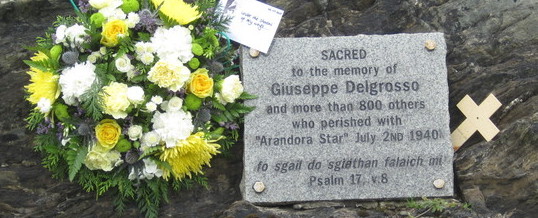 SACRED
to the memory of
Giuseppe Delgrosso
and more than 800 others
who perished with
"Arandora Star" July 2ND 1940
fo sgail do sgiathan falaich mi
Psalm 17. v.8